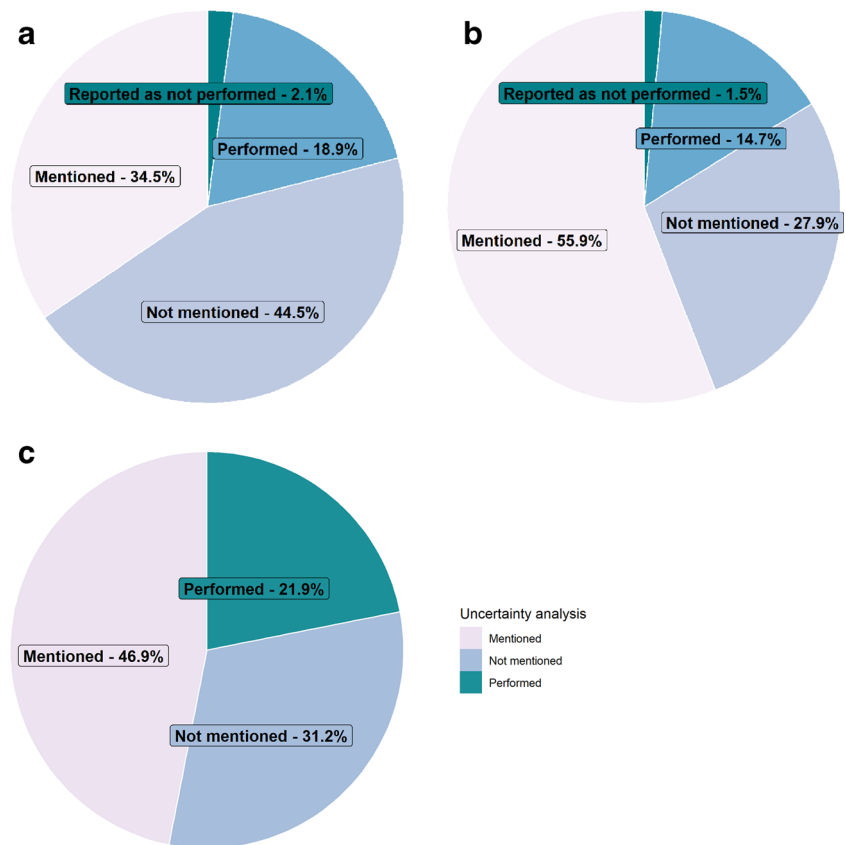 a
Reported as not performed - 2.1%
Performed - 18.9%
Mentioned - 34.5%
Not mentioned - 44.5%
b
Reported as not performed - 1.5%
Performed - 14.7%
Not mentioned - 27.9%
Mentioned - 55.9%
c
Performed - 21.9%
Mentioned - 46.9%
Not mentioned - 31.2%
Uncertainty analysis
Mentioned
Not mentioned
Performed